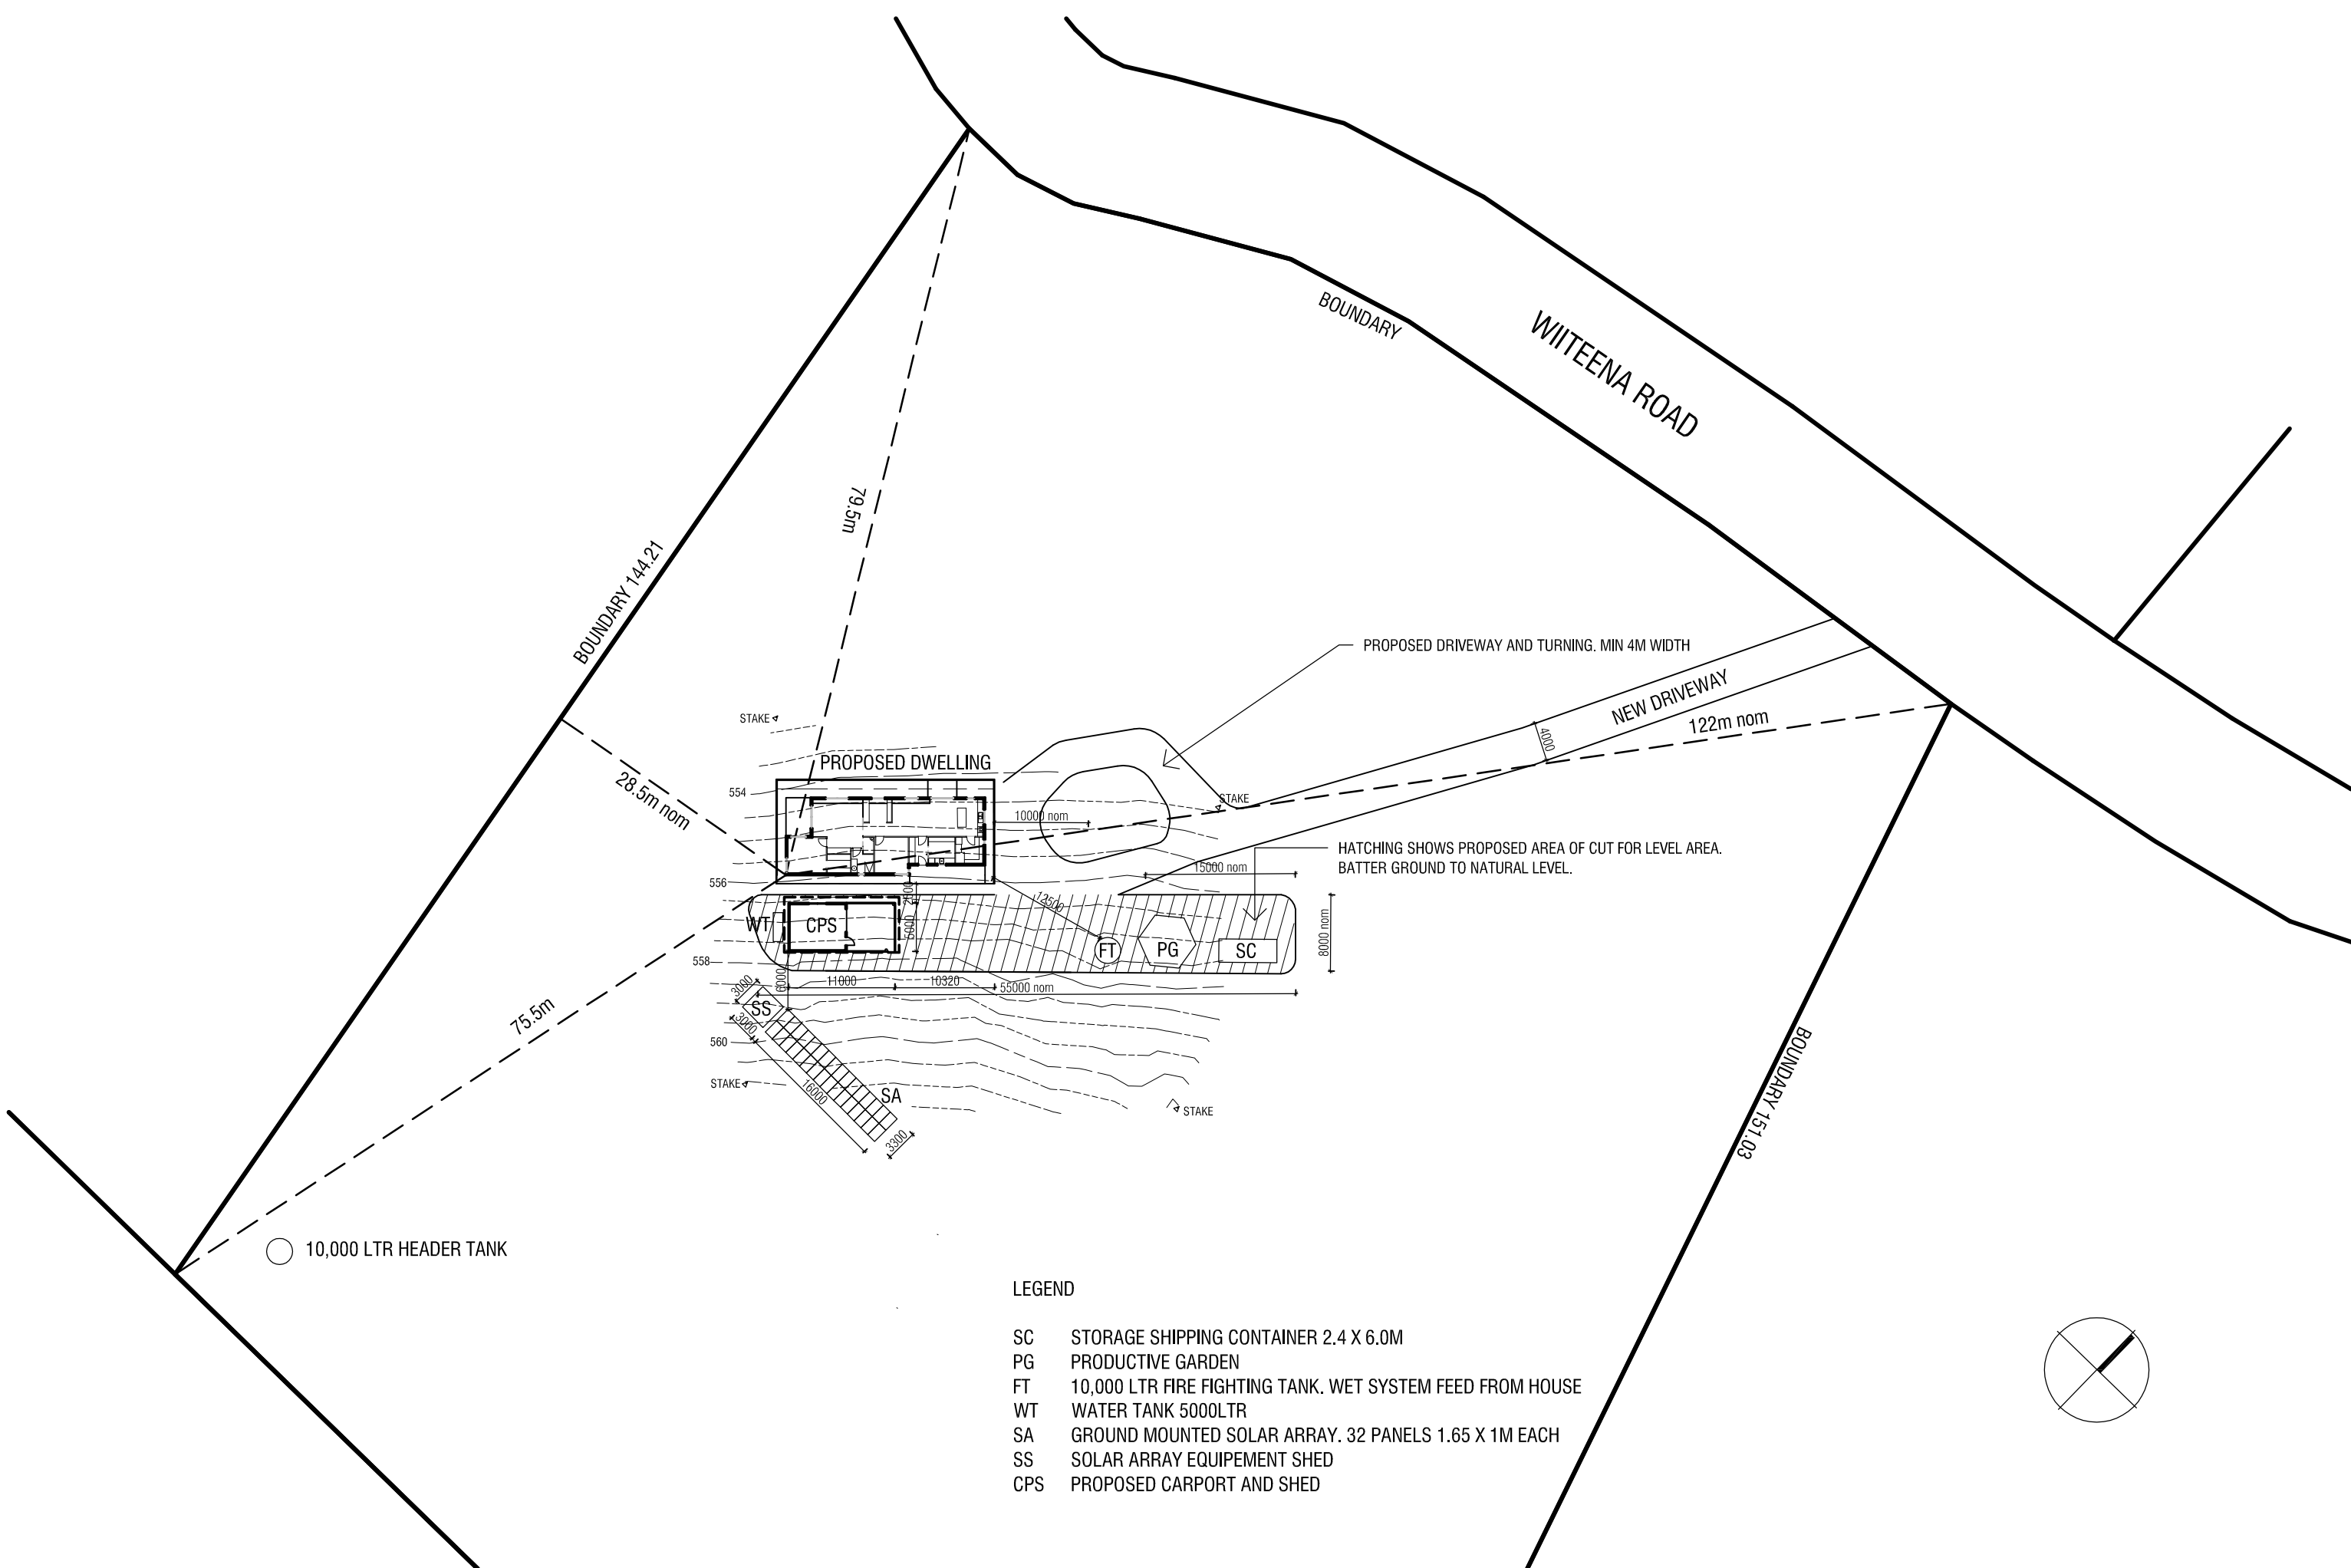 WIITEENA ROAD
BOUNDARY
79.5m
BOUNDARY 144.21
PROPOSED DRIVEWAY AND TURNING. MIN 4M WIDTH
NEW DRIVEWAY
122m nom
4000
STAKE
PROPOSED DWELLING
28.5m nom
554
STAKE
10000 nom
HATCHING SHOWS PROPOSED AREA OF CUT FOR LEVEL AREA.
BATTER GROUND TO NATURAL LEVEL.
15000 nom
556
12500
WT
CPS
5000
FT
PG
SC
8000 nom
558
6000
11000
10320
55000 nom
3000
SS
3000
560
STAKE
16000
SA
3300
STAKE
75.5m
BOUNDARY 151.03
10,000 LTR HEADER TANK
LEGEND
SC STORAGE SHIPPING CONTAINER 2.4 X 6.0M
PG PRODUCTIVE GARDEN
FT 10,000 LTR FIRE FIGHTING TANK. WET SYSTEM FEED FROM HOUSE
WT WATER TANK 5000LTR
SA GROUND MOUNTED SOLAR ARRAY. 32 PANELS 1.65 X 1M EACH
SS SOLAR ARRAY EQUIPEMENT SHED
CPS PROPOSED CARPORT AND SHED